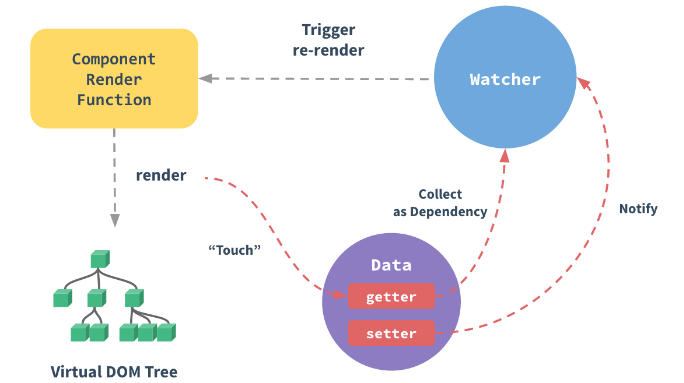 Trigger
re-render
Component
Render
Function
Watcher
render
Collect
as Dependency
Notify
“Touch”
Data
getter
setter
Virtual DOM Tree